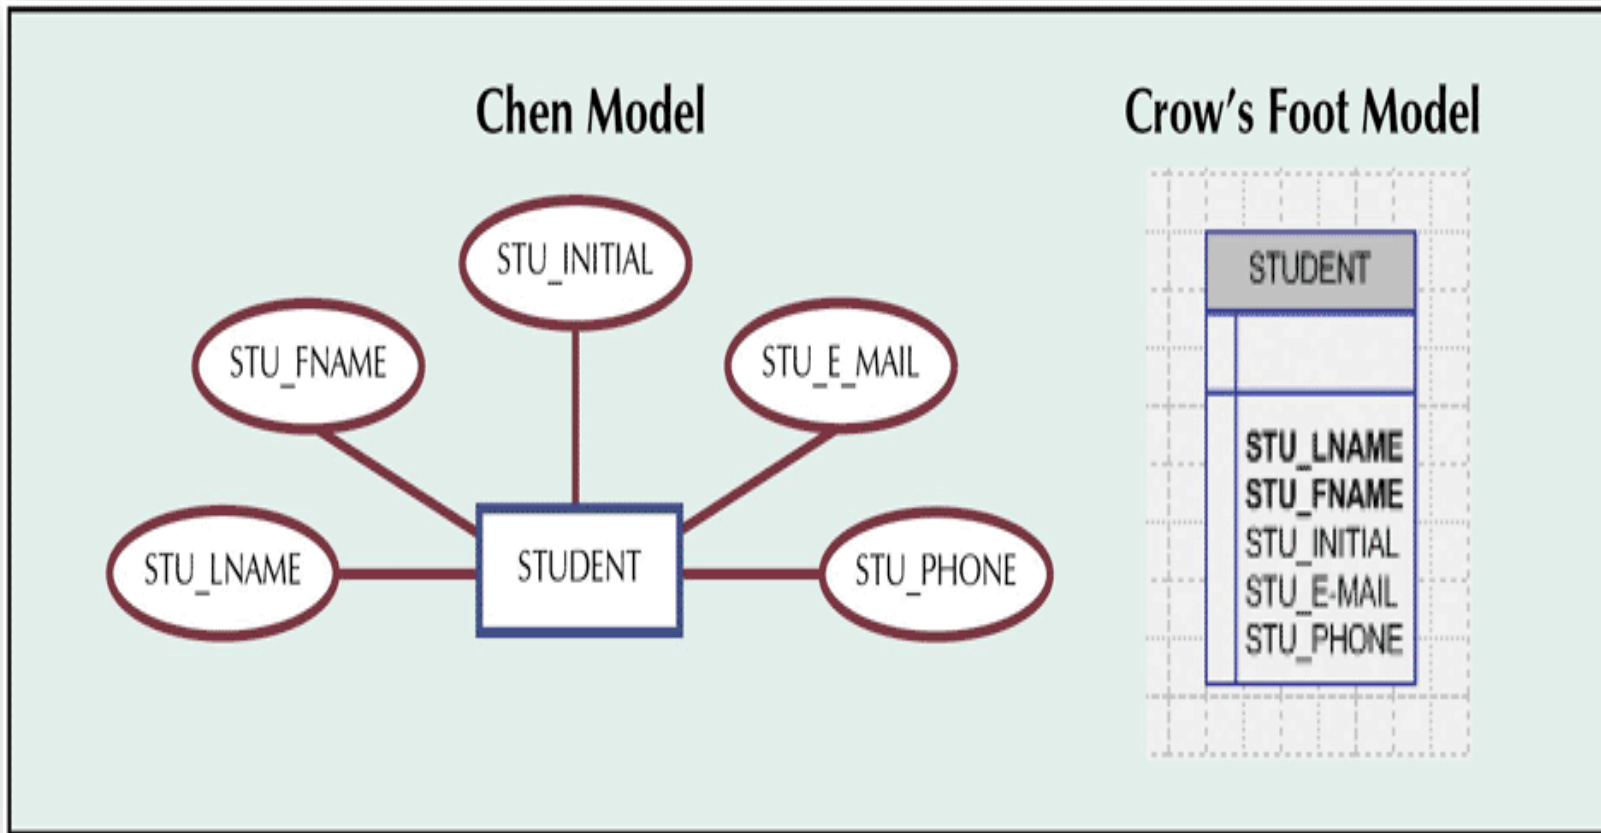 Chen Model
STU_INITIAL
STU_FNAME
STU_E_MAIL
STU_LNAME
STUDENT
STU_PHONE
Crow's Foot Model
STUDENT
STU_LNAME
STU_FNAME
STU_INITIAL
STU_E-MAIL
STU_PHONE